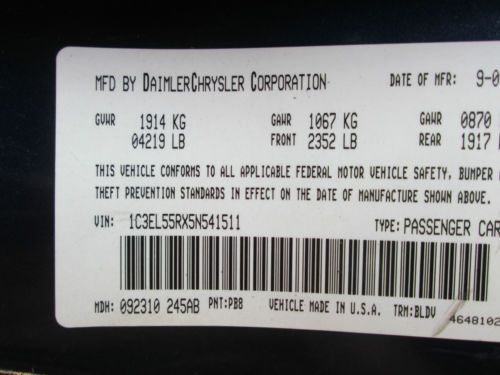 MFD BY DAIMLERCHRYSLER CORPORATION DATE OF MFR: 9-0
GVWR 1914 KG GAWR 1067 KG GAWR 0870
04219 LB FRONT 2352 LB REAR 1917
THIS VEHICLE CONFORMS TO ALL APPLICABLE FEDERAL MOTOR VEHICLE SAFETY, BUMPER
THEFT PREVENTION STANDARDS IN EFFECT ON THE DATE OF MANUFACTURE SHOWN ABOVE.
VIN: 1C3EL55RX5N541511 TYPE: PASSENGER CAR
MDH: 092310 245AB PNT: PB8 VEHICLE MADE IN U.S.A. TRM: BLDV
4648102